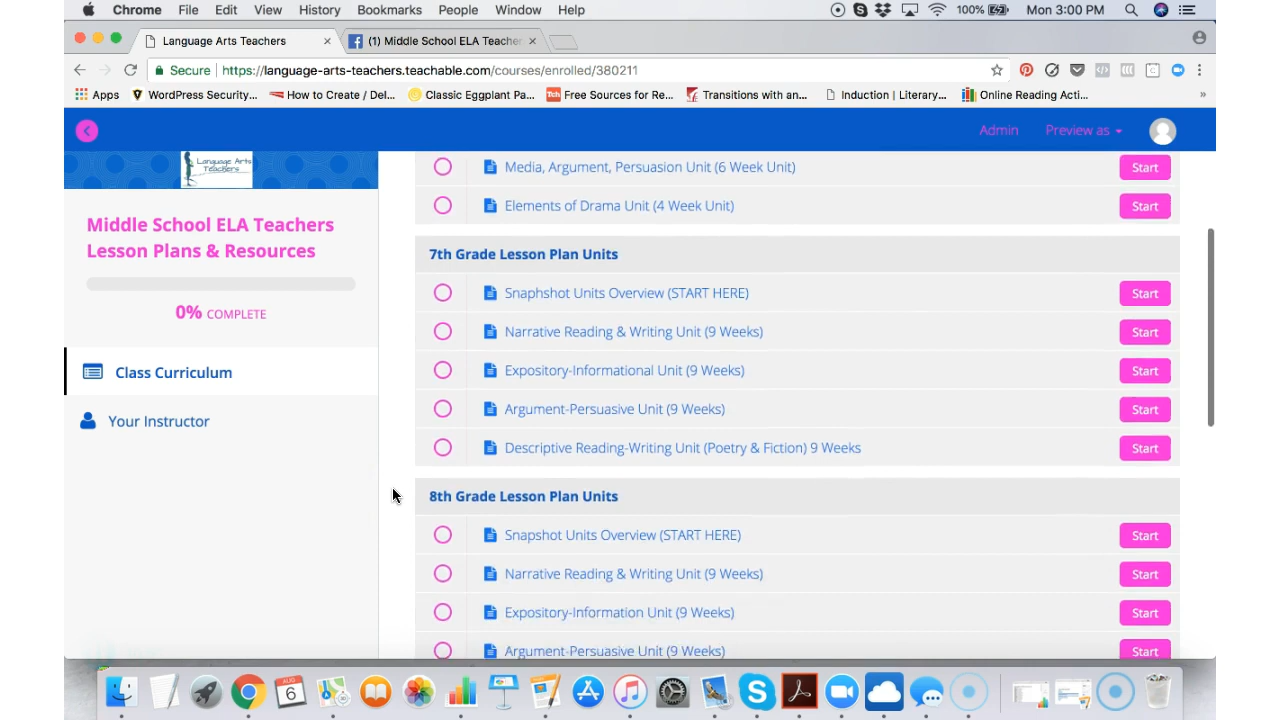 Chrome File Edit View History Bookmarks People Window Help 100% Mon 3:00 PM
Language Arts Teachers × (1) Middle School ELA Teacher ×
Secure https://language-arts-teachers.teachable.com/courses/enrolled/380211
Apps WordPress Security... How to Create / Del... Classic Eggplant Pa... Tch Free Sources for Re... Transitions with an... Induction | Literary... Online Reading Acti... »
Admin Preview as
Language Arts
Teachers
Middle School ELA Teachers
Lesson Plans & Resources
0% COMPLETE
Class Curriculum
Your Instructor
Media, Argument, Persuasion Unit (6 Week Unit) Start
Elements of Drama Unit (4 Week Unit) Start
7th Grade Lesson Plan Units
Snaphshot Units Overview (START HERE) Start
Narrative Reading & Writing Unit (9 Weeks) Start
Expository-Informational Unit (9 Weeks) Start
Argument-Persuasive Unit (9 Weeks) Start
Descriptive Reading-Writing Unit (Poetry & Fiction) 9 Weeks Start
8th Grade Lesson Plan Units
Snapshot Units Overview (START HERE) Start
Narrative Reading & Writing Unit (9 Weeks) Start
Expository-Information Unit (9 Weeks) Start
Argument-Persuasive Unit (9 Weeks) Start
AUG
6